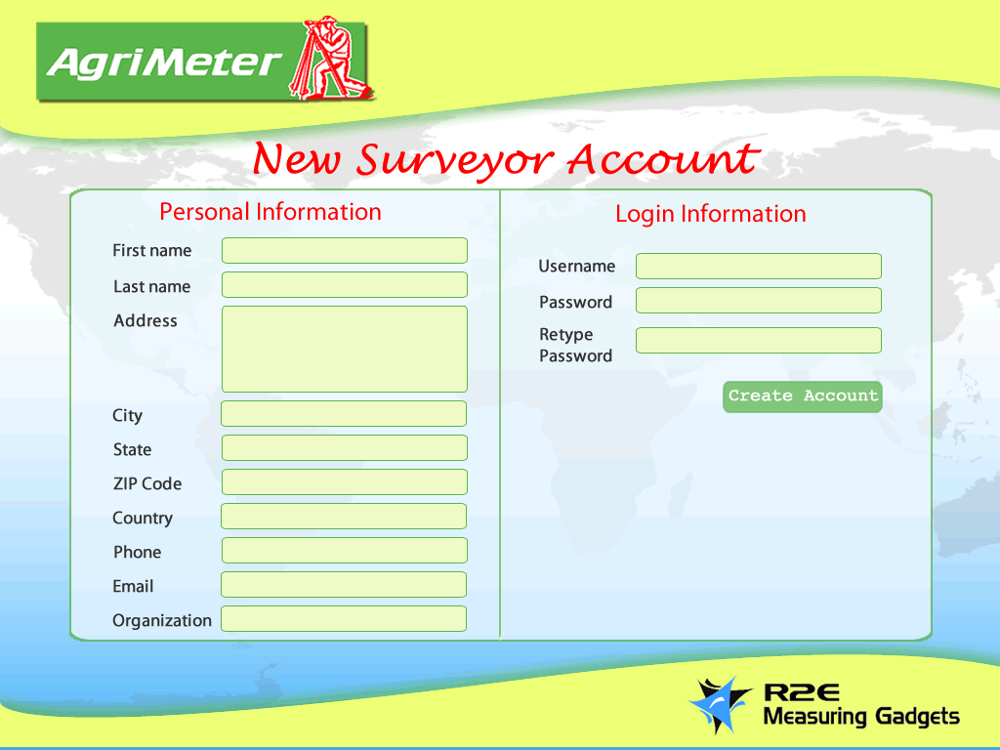 AgriMeter
New Surveyor Account
Personal Information
First name
Last name
Address
City
State
ZIP Code
Country
Phone
Email
Organization
Login Information
Username
Password
Retype
Password
Create Account
R2E
Measuring Gadgets